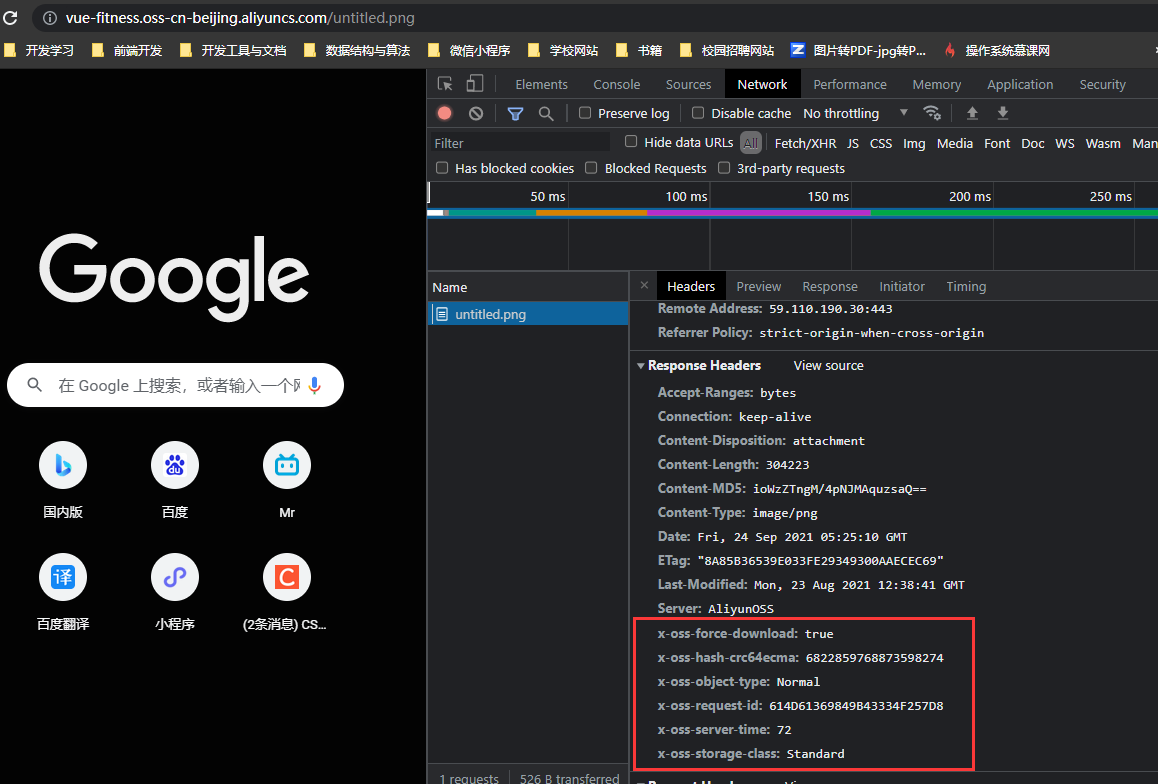 vue-fitness.oss-cn-beijing.aliyuncs.com/untitled.png
开发学习 前端开发 开发工具与文档 数据结构与算法 微信小程序 学校网站 书籍 校园招聘网站 图片转PDF-jpg转P... 操作系统慕课网
Elements Console Sources Network Performance Memory Application Security
Preserve log Disable cache No throttling
Filter Hide data URLs All Fetch/XHR JS CSS Img Media Font Doc WS Wasm Man
Has blocked cookies Blocked Requests 3rd-party requests
50 ms 100 ms 150 ms 200 ms 250 ms
Google
在 Google 上搜索，或者输入一个
国内版 百度 Mr
百度翻译 小程序 (2条消息) CS...
Name
untitled.png
1 requests 526 B transferred
Headers Preview Response Initiator Timing
Remote Address: 59.110.190.30:443
Referrer Policy: strict-origin-when-cross-origin
Response Headers View source
Accept-Ranges: bytes
Connection: keep-alive
Content-Disposition: attachment
Content-Length: 304223
Content-MD5: ioWzZTngM/4pNJMAquzsaQ==
Content-Type: image/png
Date: Fri, 24 Sep 2021 05:25:10 GMT
ETag: "8A85B36539E033FE29349300AAECEC69"
Last-Modified: Mon, 23 Aug 2021 12:38:41 GMT
Server: AliyunOSS
x-oss-force-download: true
x-oss-hash-crc64ecma: 6822859768873598274
x-oss-object-type: Normal
x-oss-request-id: 614D61369849B43334F257D8
x-oss-server-time: 72
x-oss-storage-class: Standard